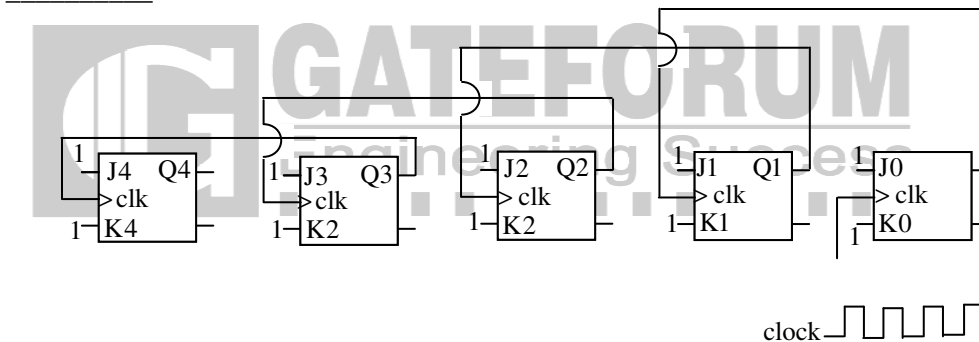 GATEFORUM
Engineering Success
1 J4 Q4
clk
1 K4
1 J3 Q3
clk
1 K2
1 J2 Q2
clk
1 K2
1 J1 Q1
clk
1 K1
1 J0
clk
1 K0
clock